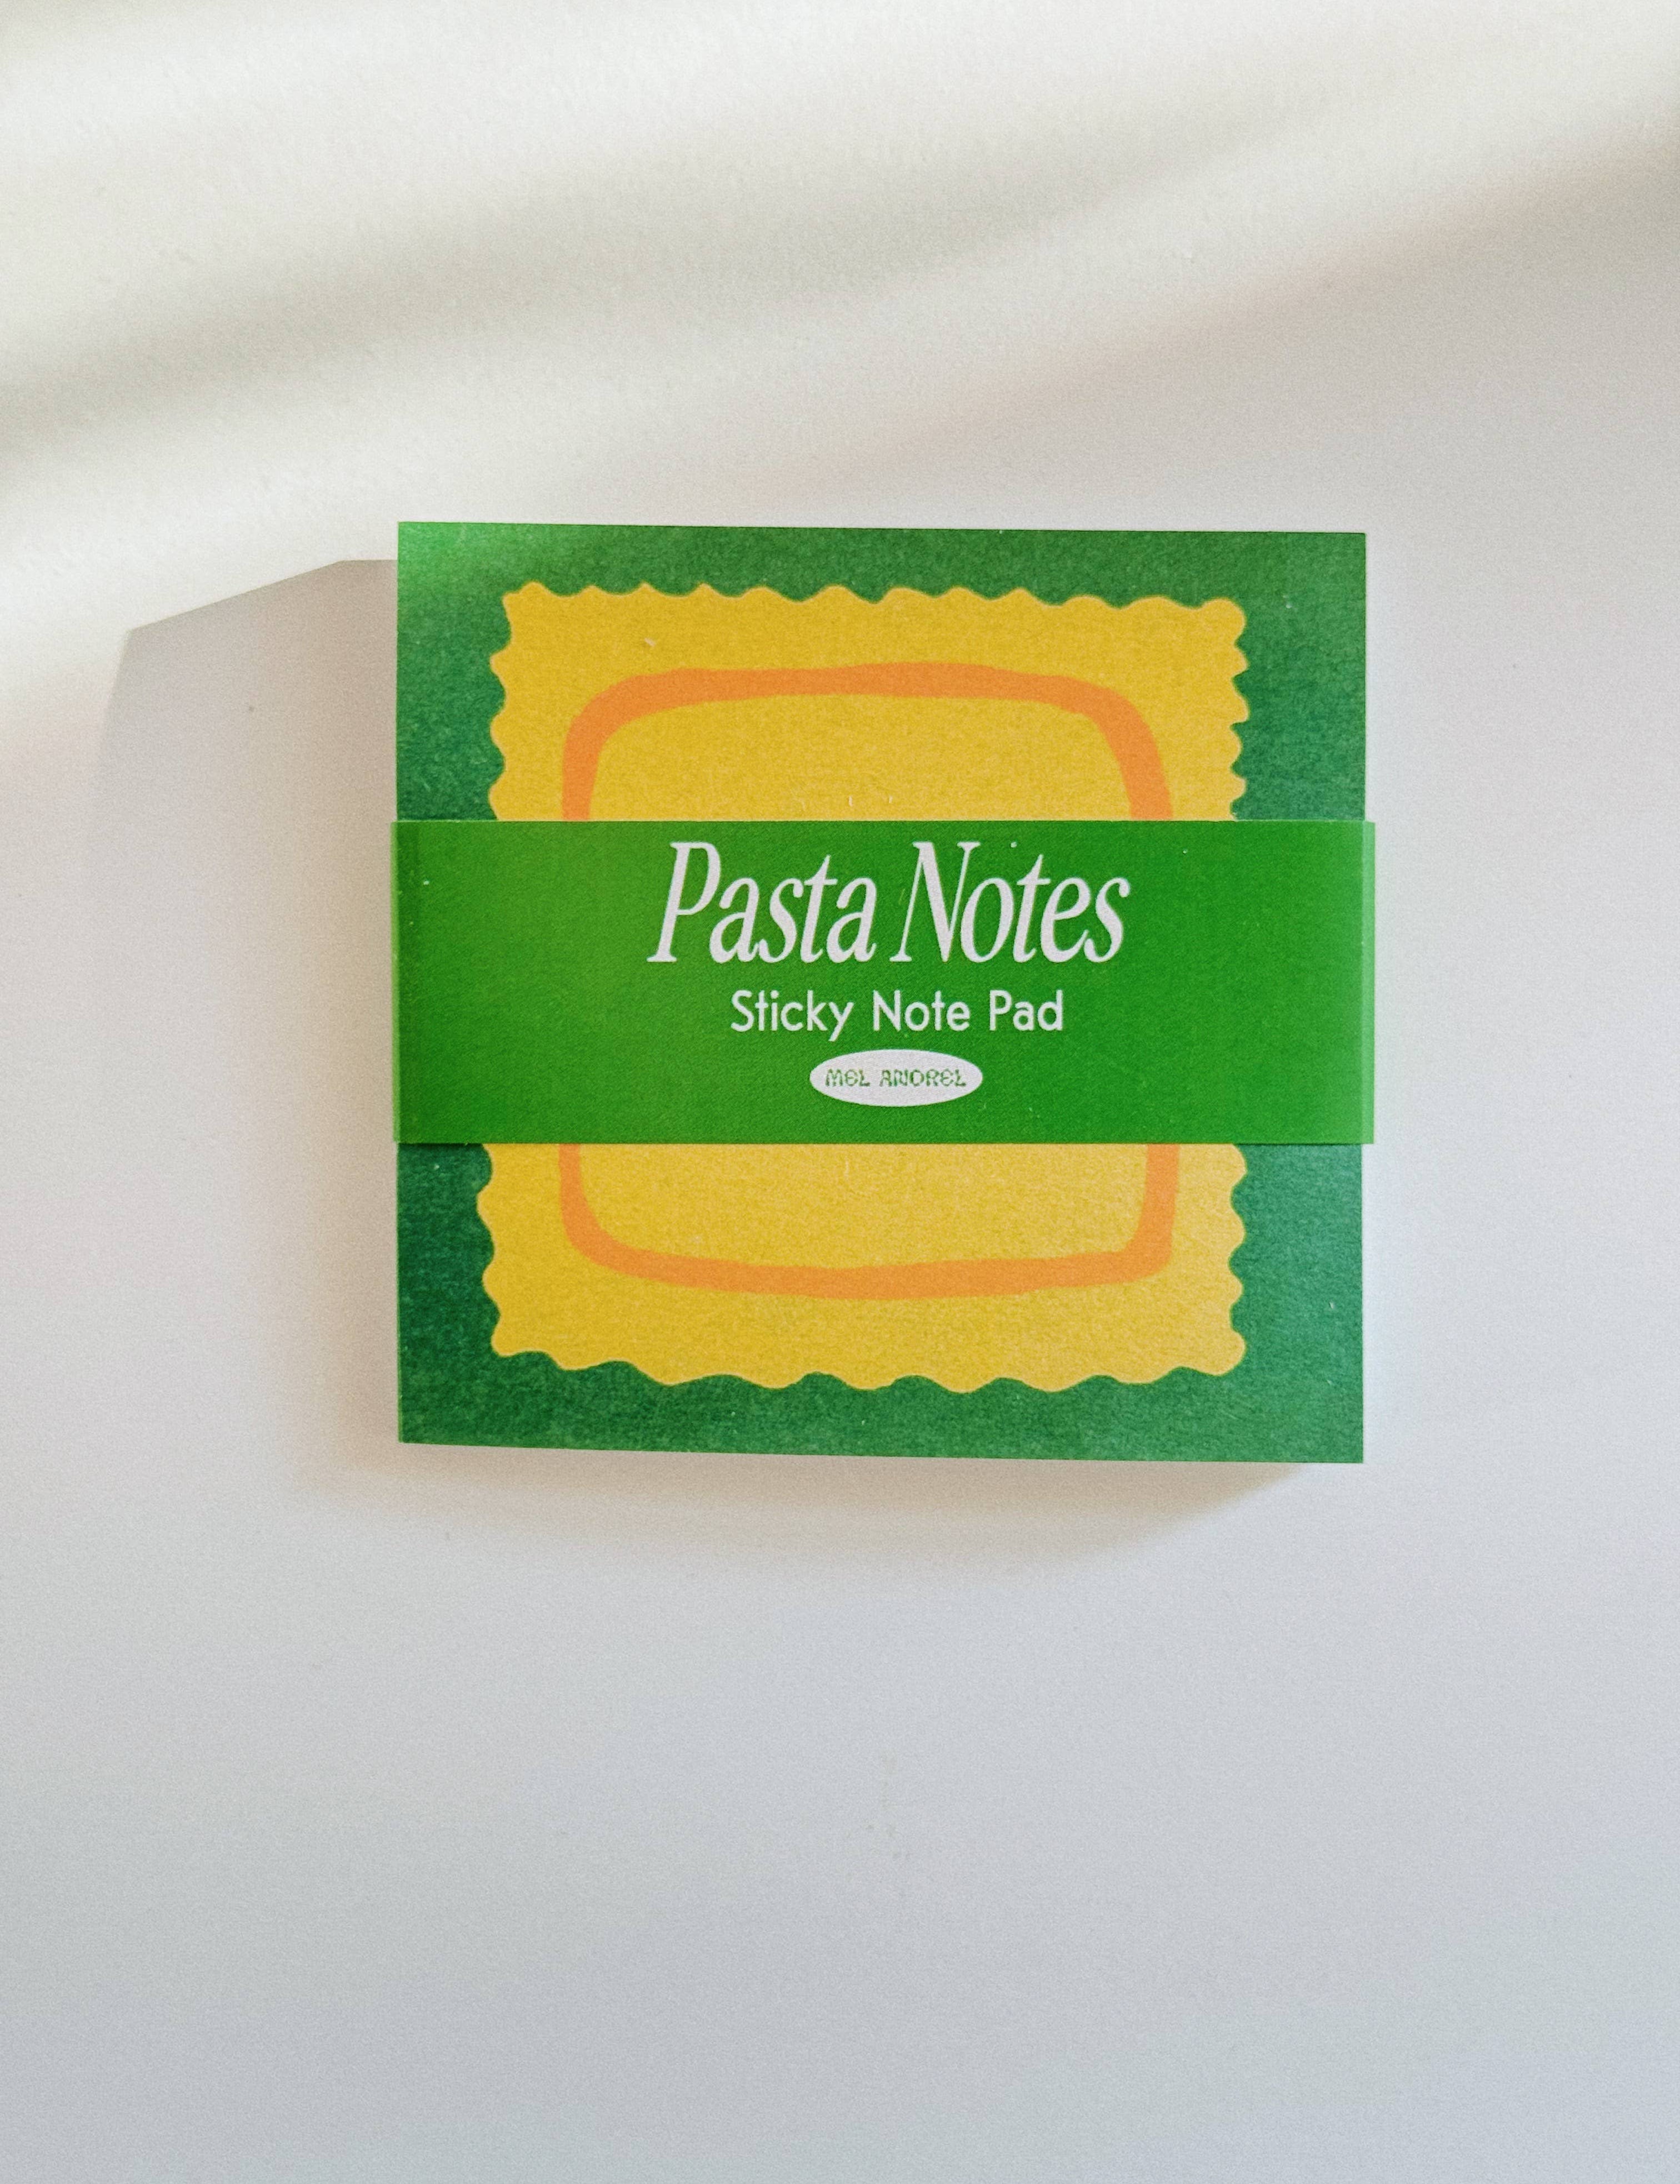 Pasta Notes
Sticky Note Pad
MEL ANDREL